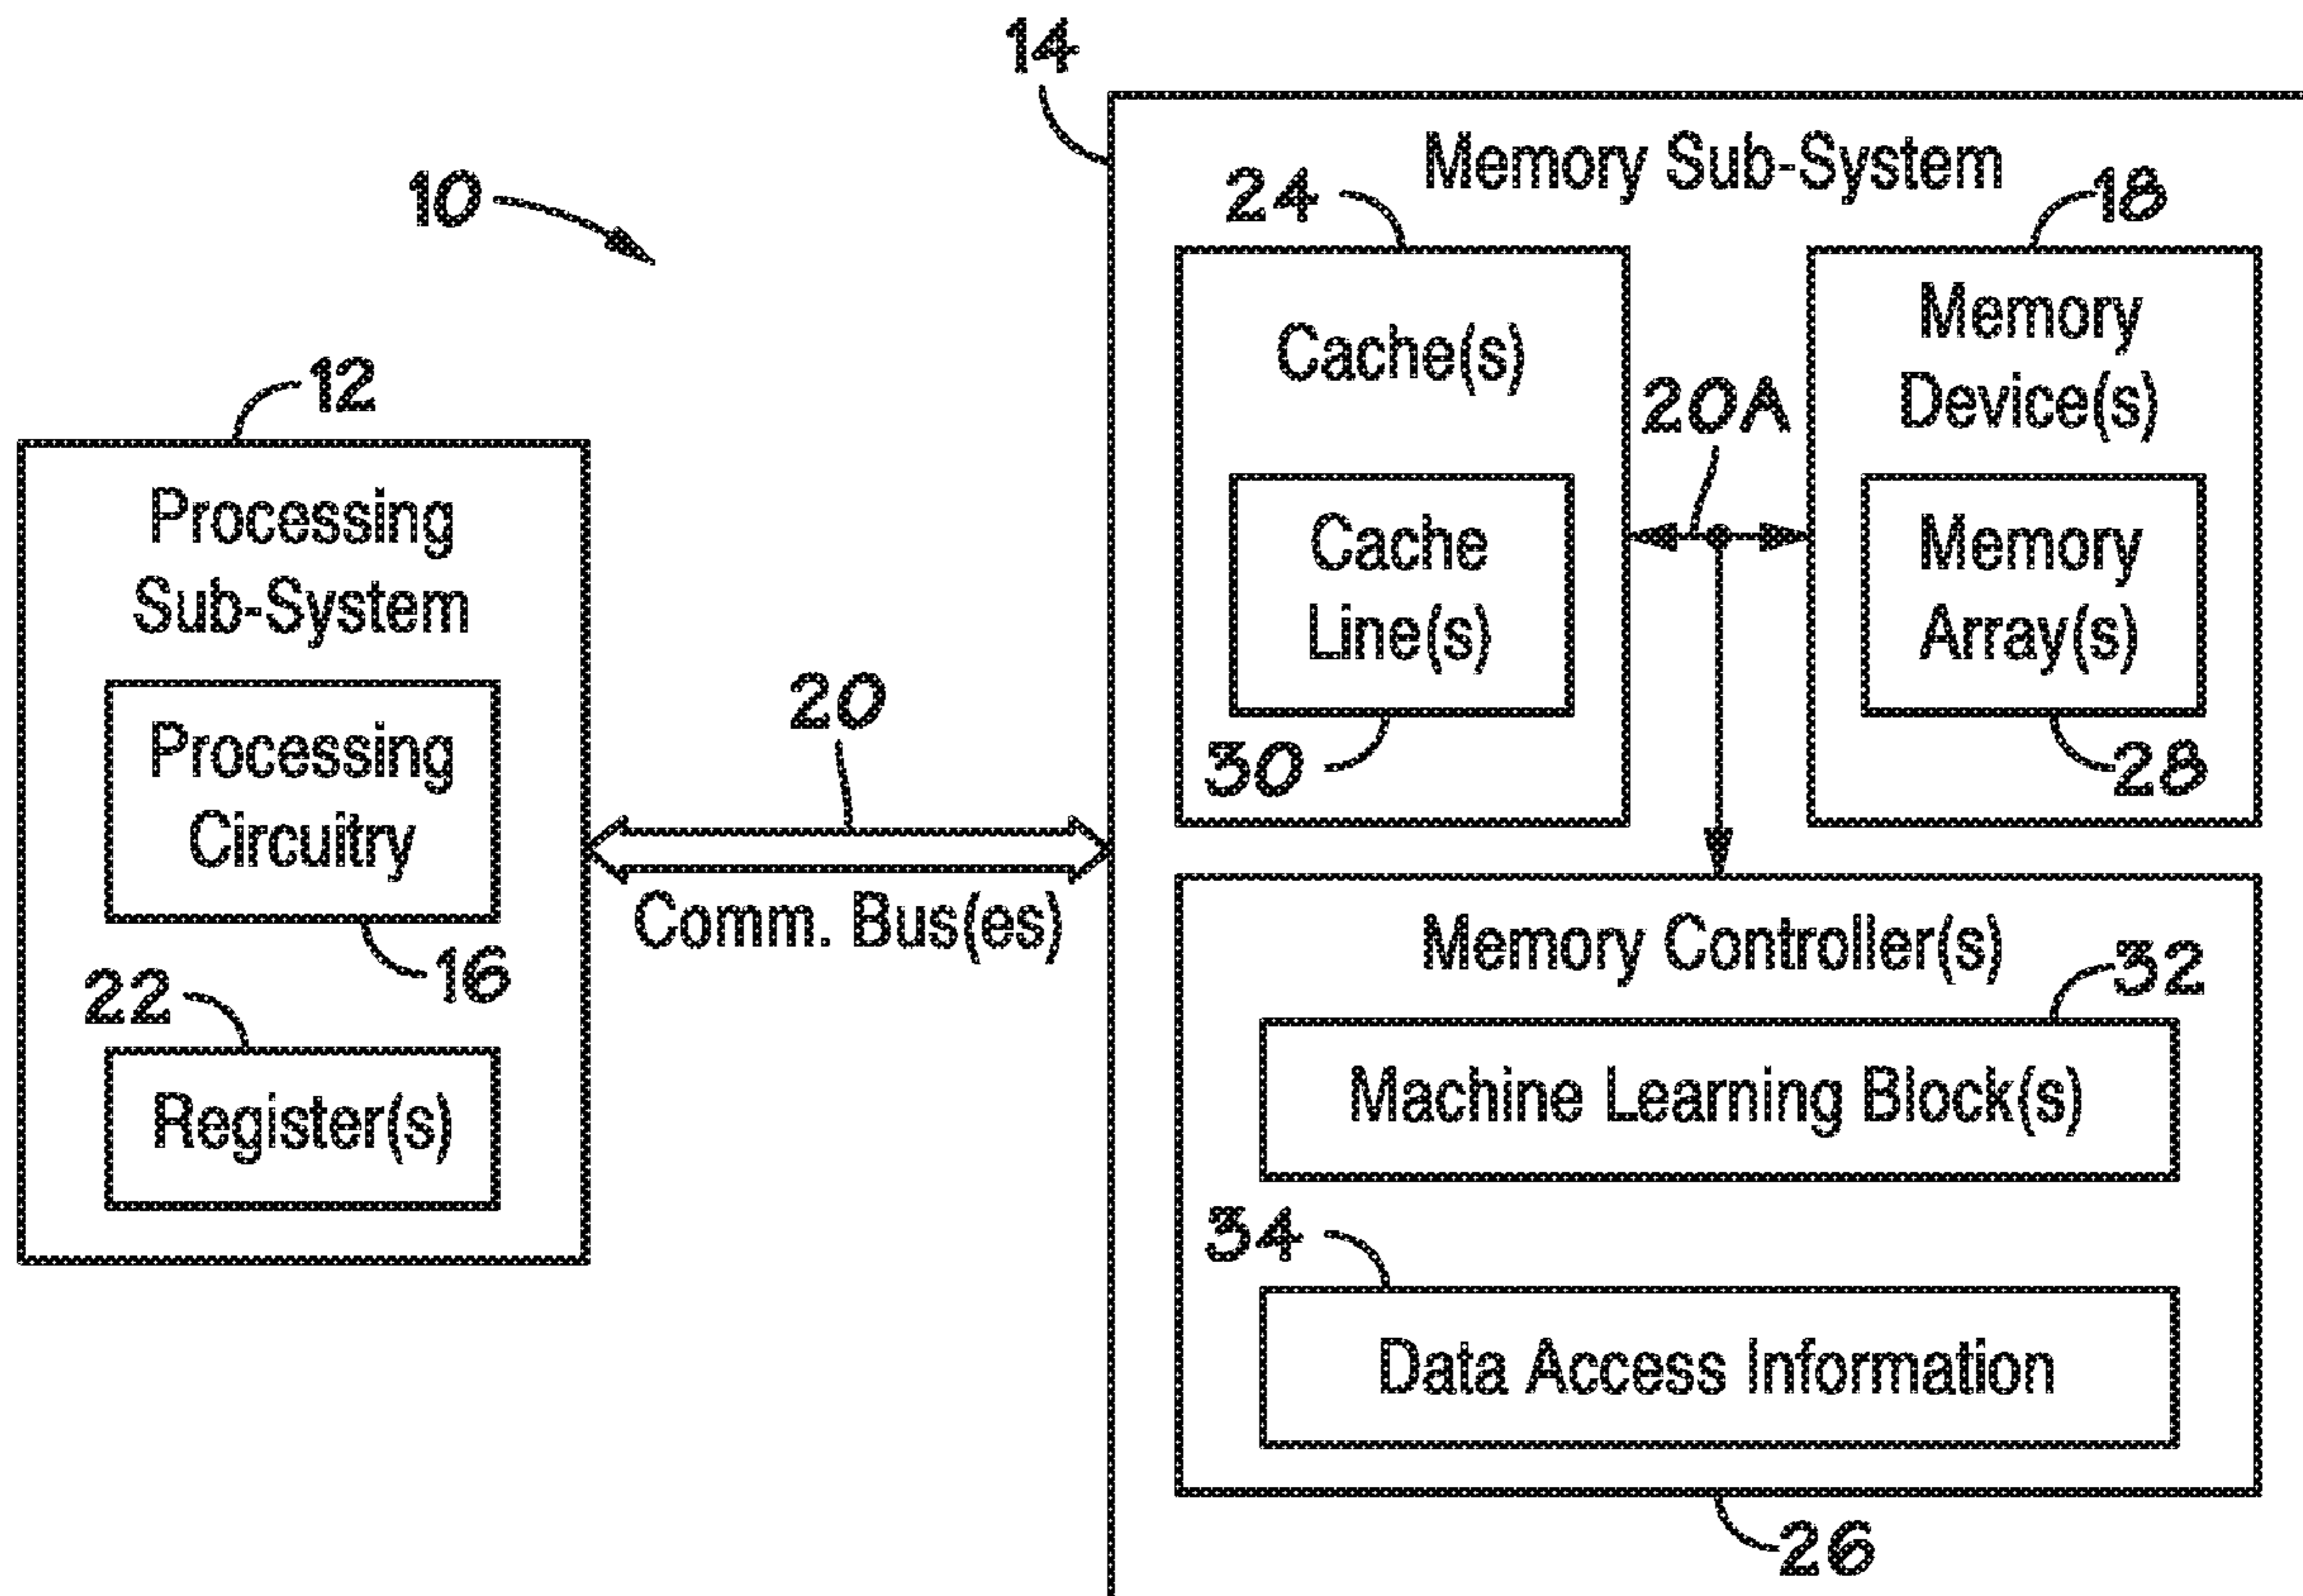 14
Memory Sub-System
10
24
18
Cache(s)
Memory
Device(s)
12
20A
Processing
Sub-System
Cache
Line(s)
Memory
Array(s)
Processing
Circuitry
20
30
28
Comm. Bus(es)
16
22
Register(s)
Memory Controller(s)
32
Machine Learning Block(s)
34
Data Access Information
26